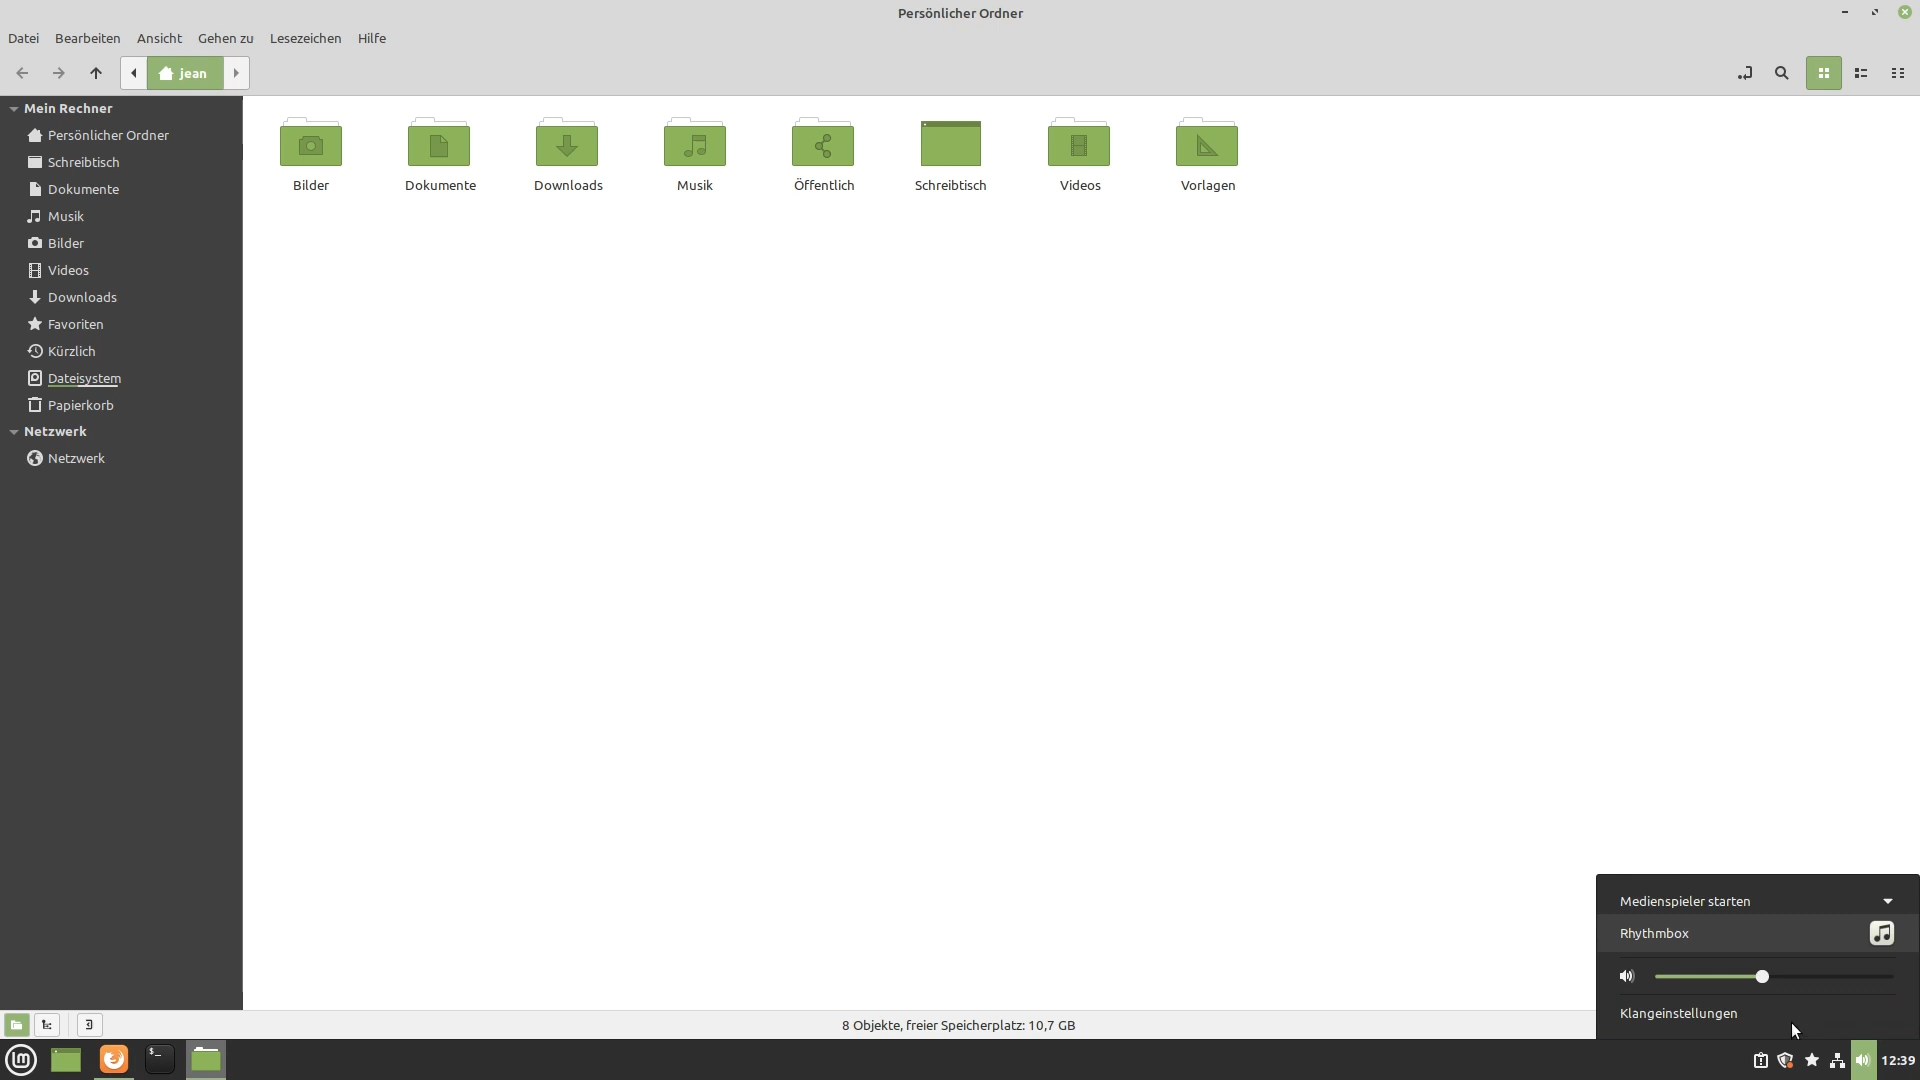 Persönlicher Ordner
Datei Bearbeiten Ansicht Gehen zu Lesezeichen Hilfe
jean
Mein Rechner
Persönlicher Ordner
Schreibtisch
Dokumente
Musik
Bilder
Videos
Downloads
Favoriten
Kürzlich
Dateisystem
Papierkorb
Netzwerk
Netzwerk
Bilder Dokumente Downloads Musik Öffentlich Schreibtisch Videos Vorlagen
Medienspieler starten
Rhythmbox
Klangeinstellungen
8 Objekte, freier Speicherplatz: 10,7 GB
lm
$_
12:39